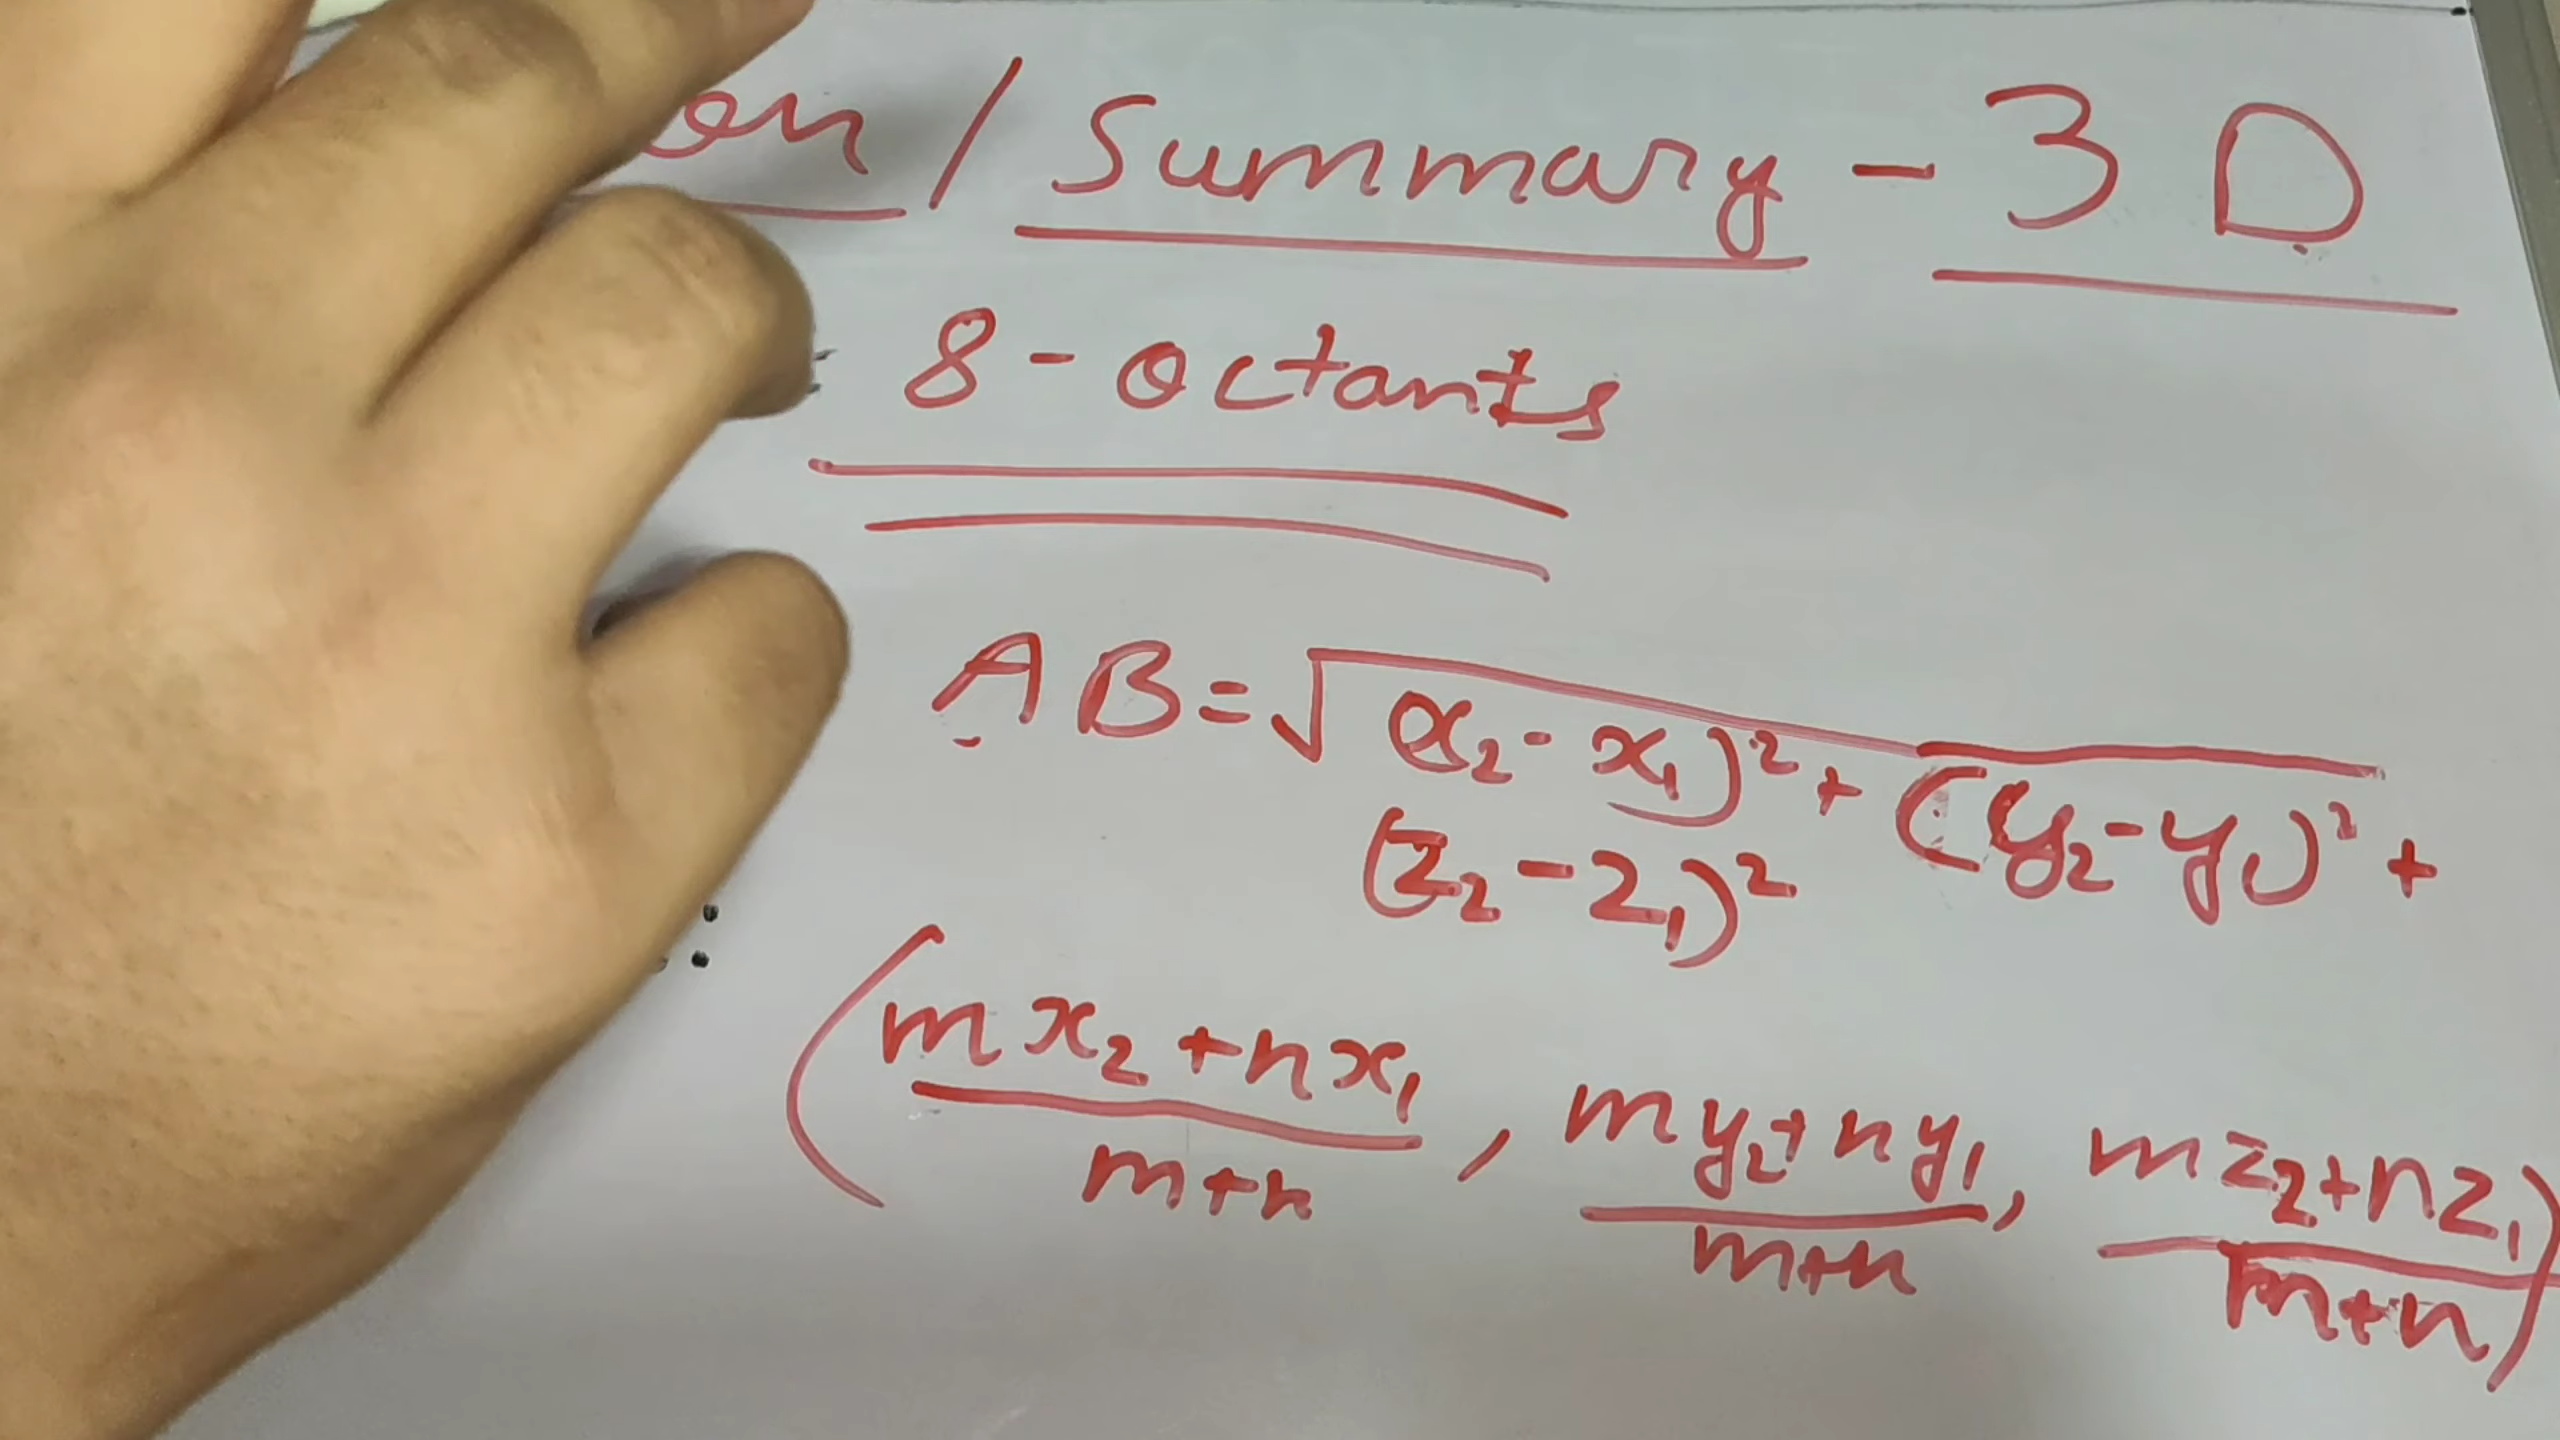 on / Summary - 3 D
8 - octants
AB = √(x₂ - x₁)² + (y₂ - y₁)² +
(z₂ - z₁)²
(mx₂ + nx₁ / m+n , my₂ + ny₁ / m+n , mz₂ + nz₁ / m+n)